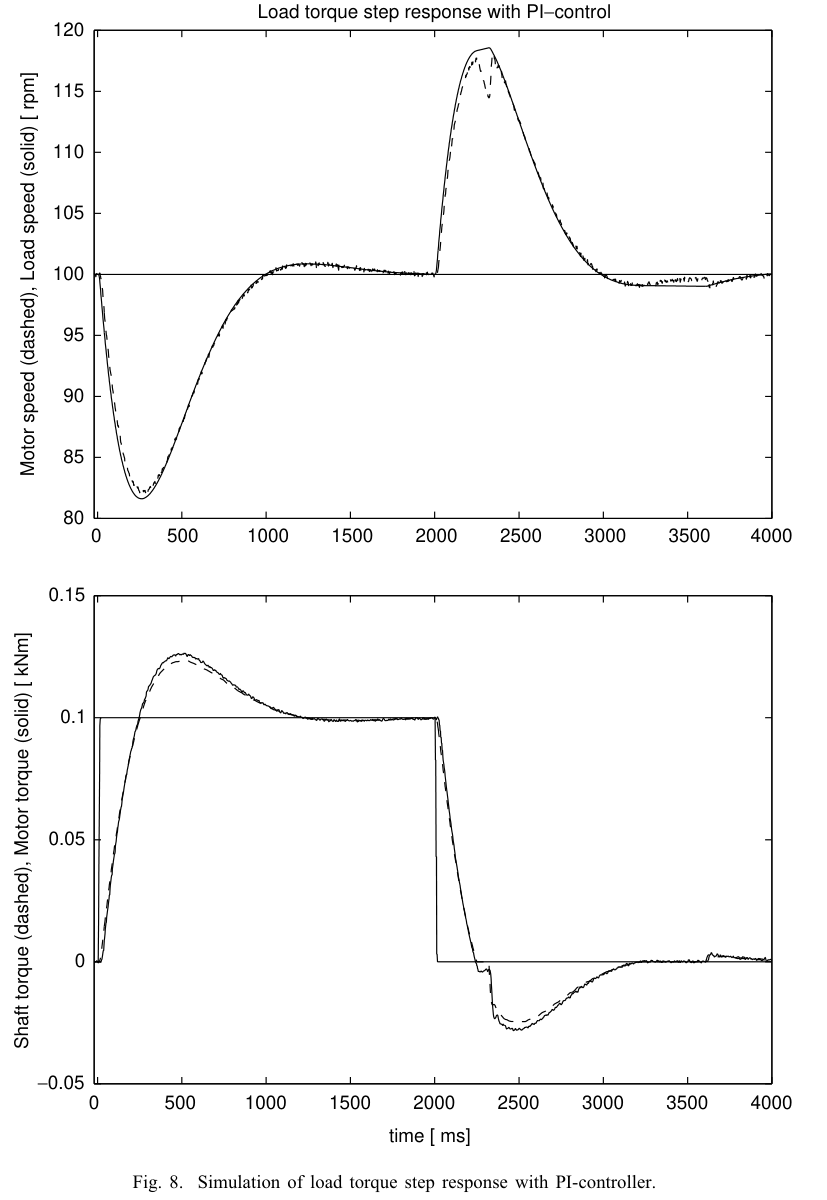 Load torque step response with PI−control
Motor speed (dashed), Load speed (solid) [ rpm]
120
115
110
105
100
95
90
85
80
0 500 1000 1500 2000 2500 3000 3500 4000
Shaft torque (dashed), Motor torque (solid) [ kNm]
0.15
0.1
0.05
0
−0.05
0 500 1000 1500 2000 2500 3000 3500 4000
time [ ms]
Fig. 8. Simulation of load torque step response with PI-controller.